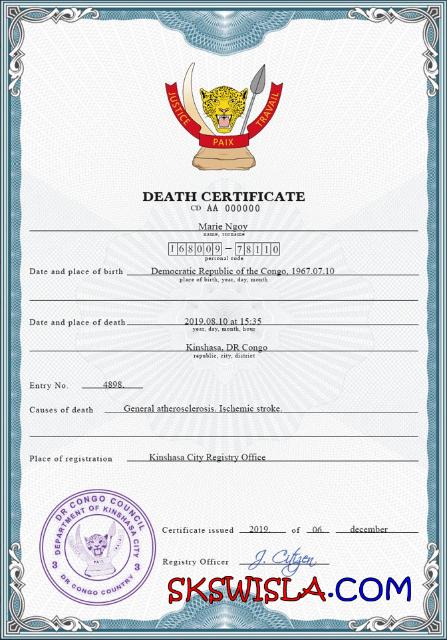 JUSTICE
PAIX
TRAVAIL
DEATH CERTIFICATE
CD AA 000000
Marie Ngoy
name, surname
168009-78110
personal code
Date and place of birth Democratic Republic of the Congo, 1967.07.10
place of birth, year, day, month
Date and place of death 2019.08.10 at 15:35
year, day, month, hour
Kinshasa, DR Congo
republic, city, district
Entry No. 4898.
Causes of death General atherosclerosis. Ischemic stroke.
Place of registration Kinshasa City Registry Office
DR CONGO COUNCIL
DEPARTMENT OF KINSHASA CITY
3 3
DR CONGO COUNTRY
Certificate issued 2019. of 06. december
Registry Officer J. Citizen
SKSWISLA.COM